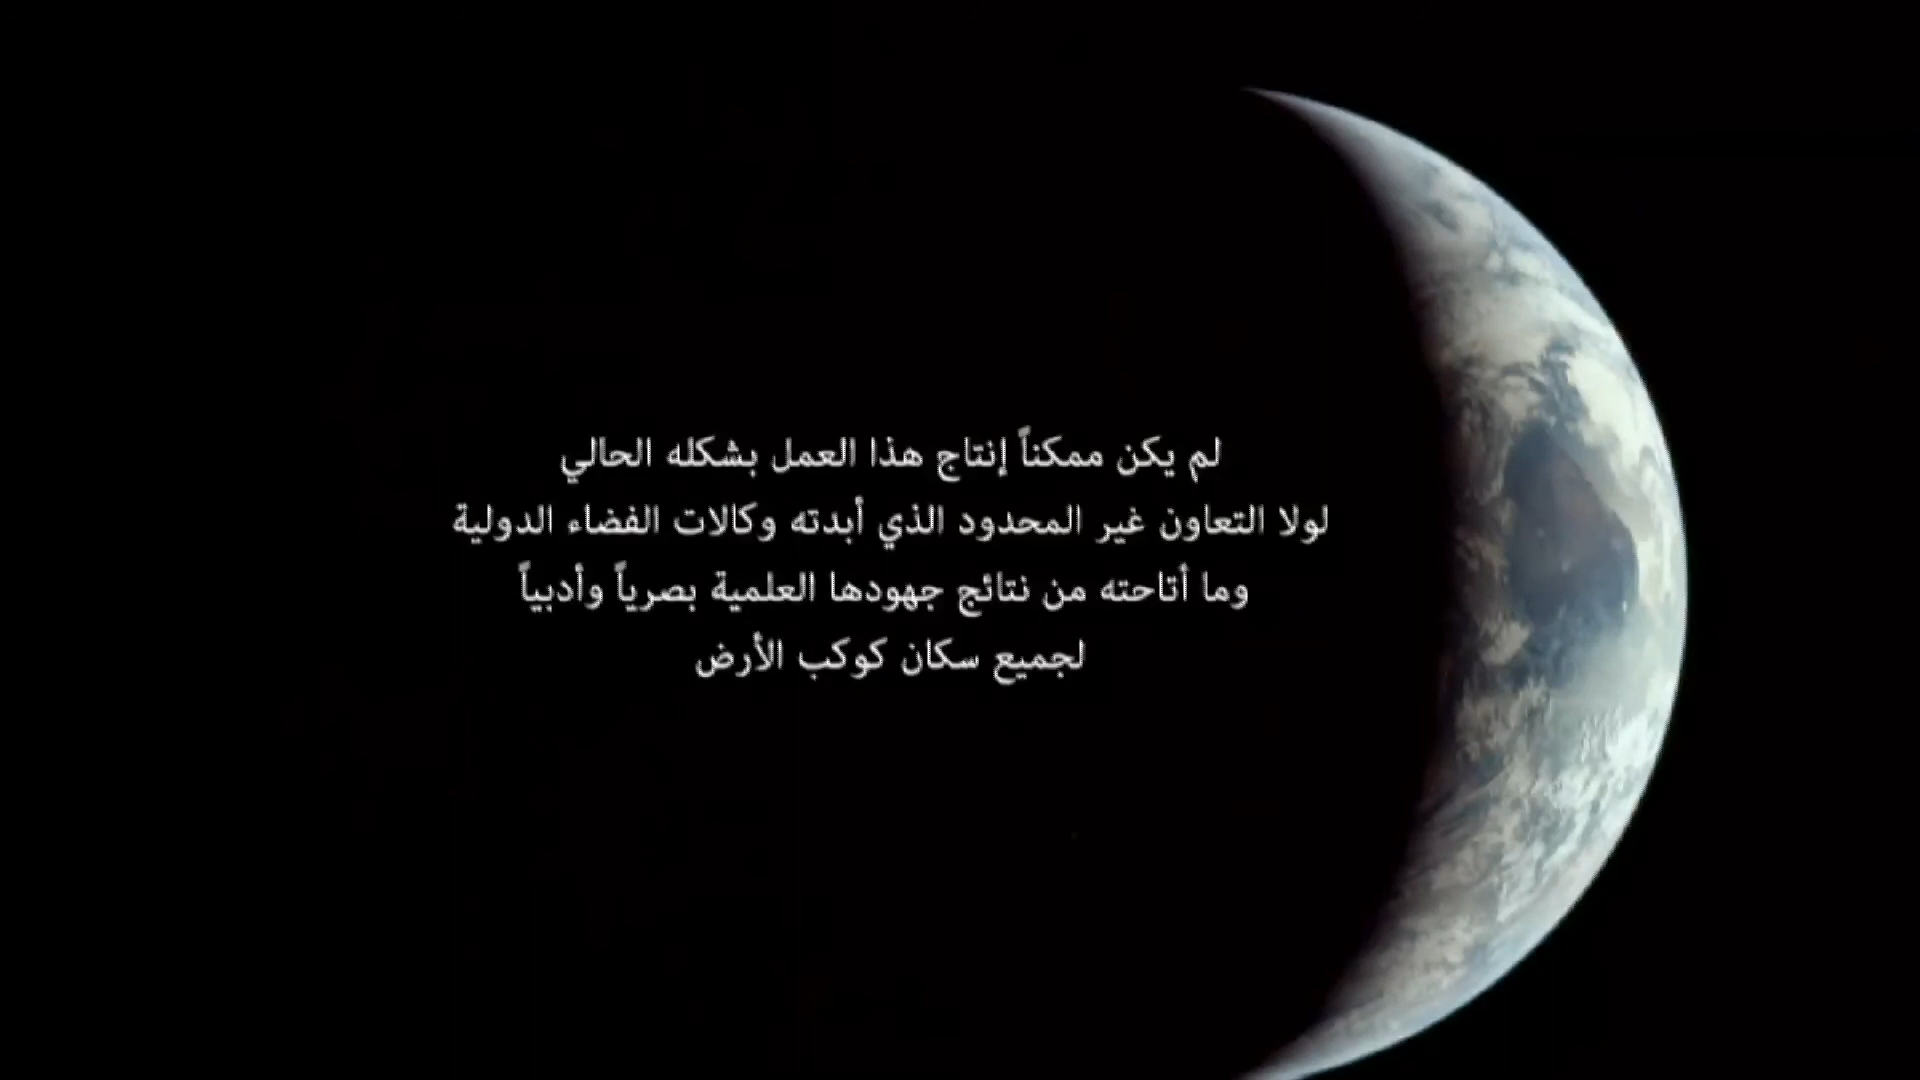 لم يكن ممكناً إنتاج هذا العمل بشكله الحالي
لولا التعاون غير المحدود الذي أبدته وكالات الفضاء الدولية
وما أتاحته من نتائج جهودها العلمية بصرياً وأدبياً
لجميع سكان كوكب الأرض